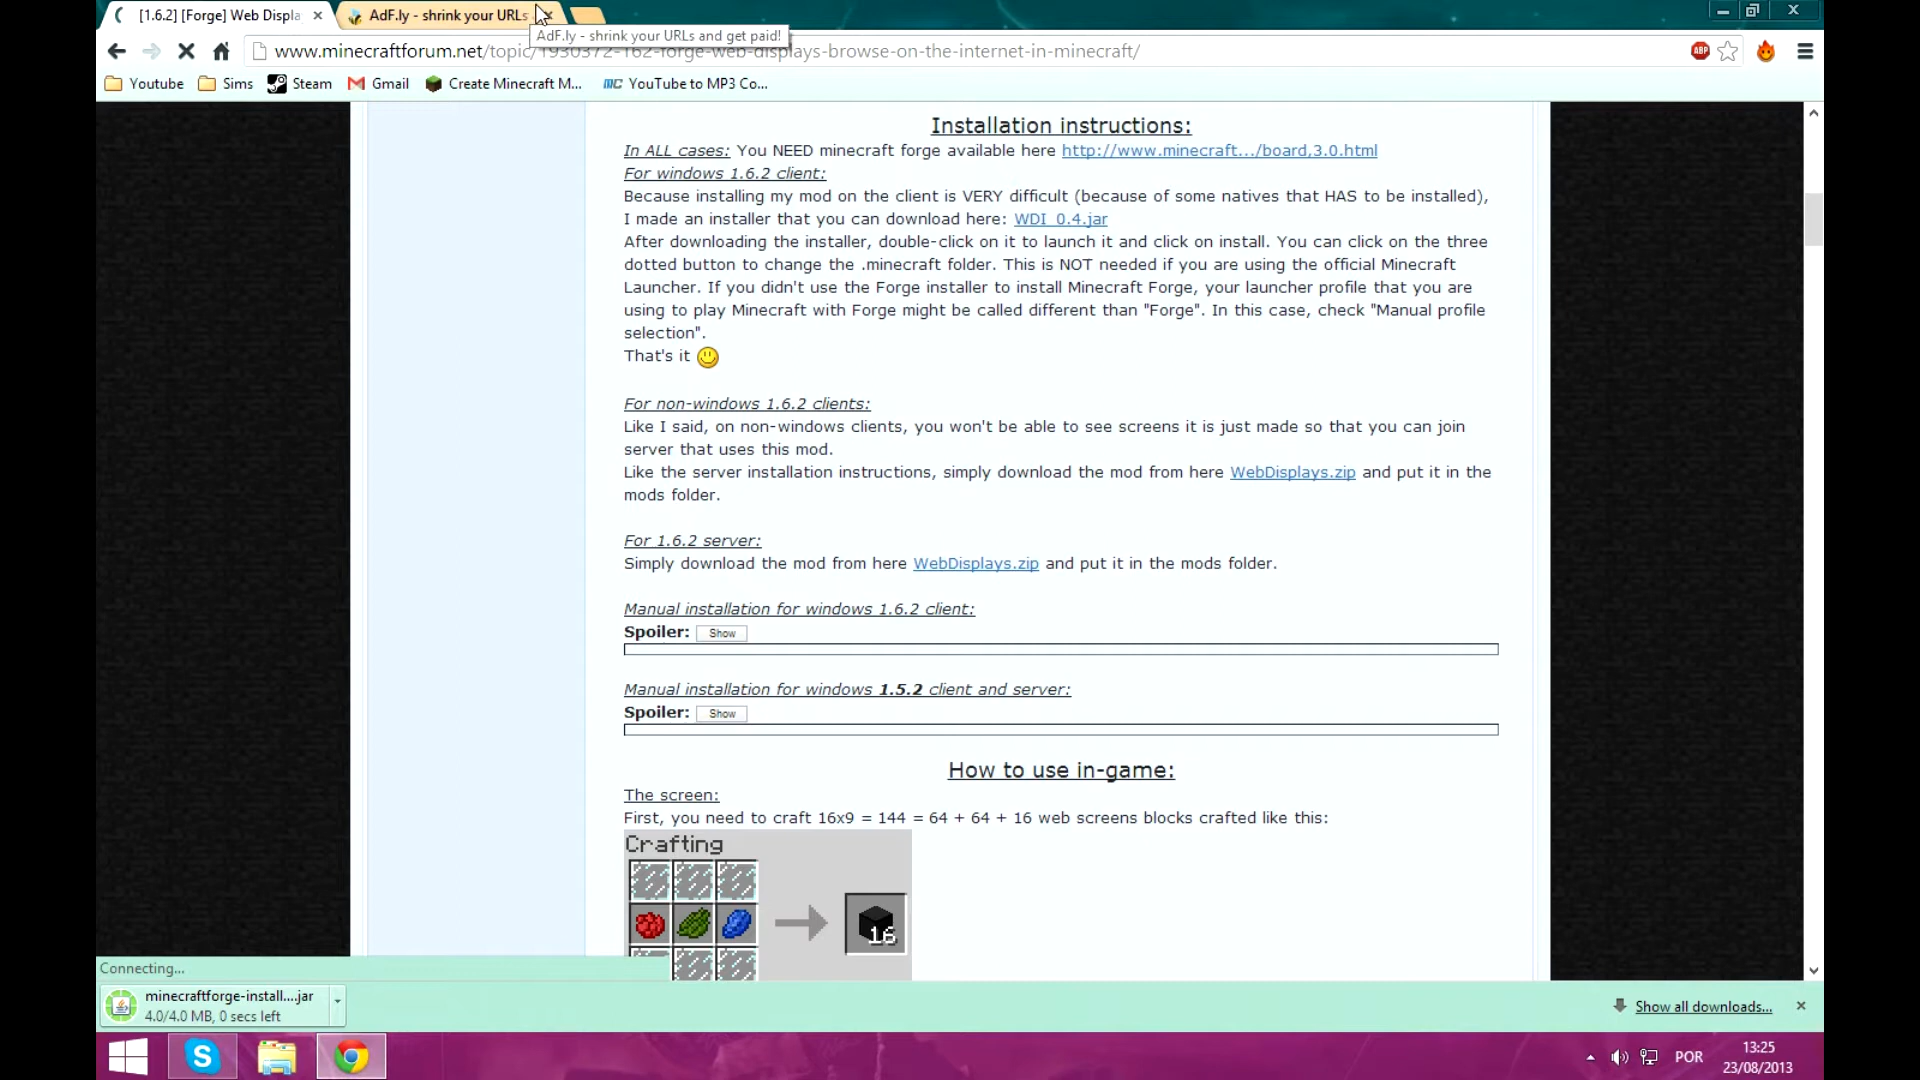 [1.6.2] [Forge] Web Displa
AdF.ly - shrink your URLs
AdF.ly - shrink your URLs and get paid!
www.minecraftforum.net/topic/1930372-162-forge-web-displays-browse-on-the-internet-in-minecraft/
ABP
Youtube Sims Steam Gmail Create Minecraft M... YouTube to MP3 Co...
Installation instructions:
In ALL cases: You NEED minecraft forge available here http://www.minecraft.../board,3.0.html
For windows 1.6.2 client:
Because installing my mod on the client is VERY difficult (because of some natives that HAS to be installed),
I made an installer that you can download here: WDI_0.4.jar
After downloading the installer, double-click on it to launch it and click on install. You can click on the three
dotted button to change the .minecraft folder. This is NOT needed if you are using the official Minecraft
Launcher. If you didn't use the Forge installer to install Minecraft Forge, your launcher profile that you are
using to play Minecraft with Forge might be called different than "Forge". In this case, check "Manual profile
selection".
That's it
For non-windows 1.6.2 clients:
Like I said, on non-windows clients, you won't be able to see screens it is just made so that you can join
server that uses this mod.
Like the server installation instructions, simply download the mod from here WebDisplays.zip and put it in the
mods folder.
For 1.6.2 server:
Simply download the mod from here WebDisplays.zip and put it in the mods folder.
Manual installation for windows 1.6.2 client:
Spoiler: Show
Manual installation for windows 1.5.2 client and server:
Spoiler: Show
How to use in-game:
The screen:
First, you need to craft 16x9 = 144 = 64 + 64 + 16 web screens blocks crafted like this:
Crafting
16
Connecting...
minecraftforge-install....jar
4.0/4.0 MB, 0 secs left
Show all downloads...
POR
13:25
23/08/2013